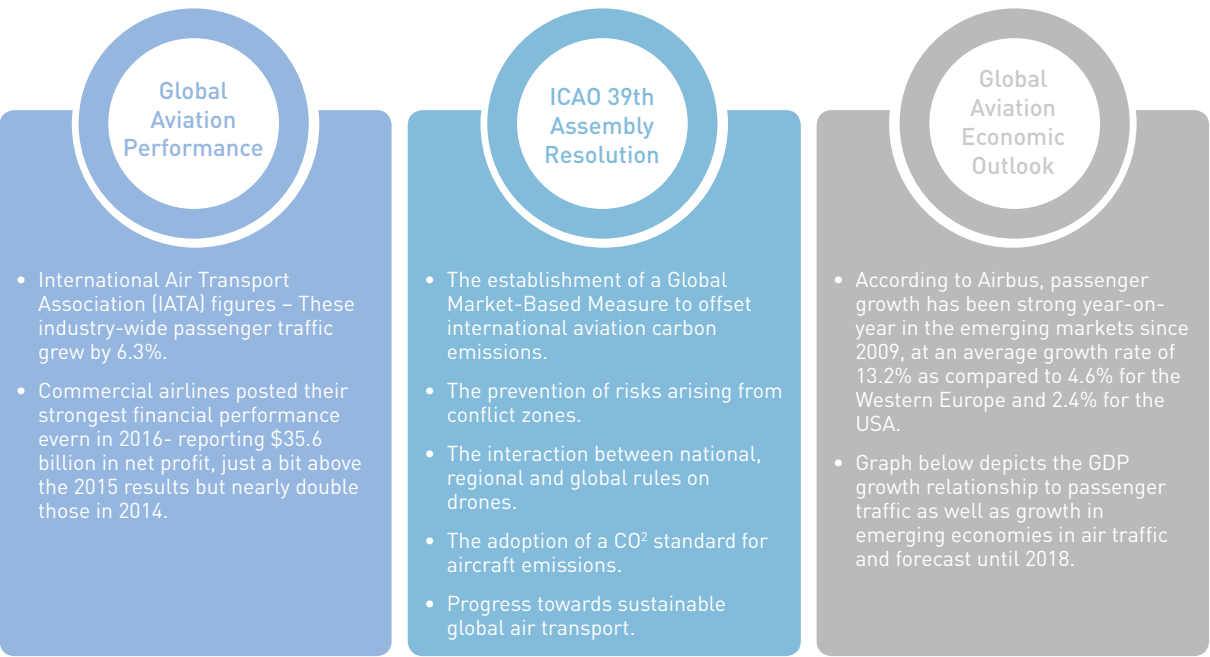 Global
Aviation
Performance
• International Air Transport
Association (IATA) figures – These
industry-wide passenger traffic
grew by 6.3%.
• Commercial airlines posted their
strongest financial performance
evern in 2016- reporting $35.6
billion in net profit, just a bit above
the 2015 results but nearly double
those in 2014.
ICAO 39th
Assembly
Resolution
• The establishment of a Global
Market-Based Measure to offset
international aviation carbon
emissions.
• The prevention of risks arising from
conflict zones.
• The interaction between national,
regional and global rules on
drones.
• The adoption of a CO² standard for
aircraft emissions.
• Progress towards sustainable
global air transport.
Global
Aviation
Economic
Outlook
• According to Airbus, passenger
growth has been strong year-on-
year in the emerging markets since
2009, at an average growth rate of
13.2% as compared to 4.6% for the
Western Europe and 2.4% for the
USA.
• Graph below depicts the GDP
growth relationship to passenger
traffic as well as growth in
emerging economies in air traffic
and forecast until 2018.